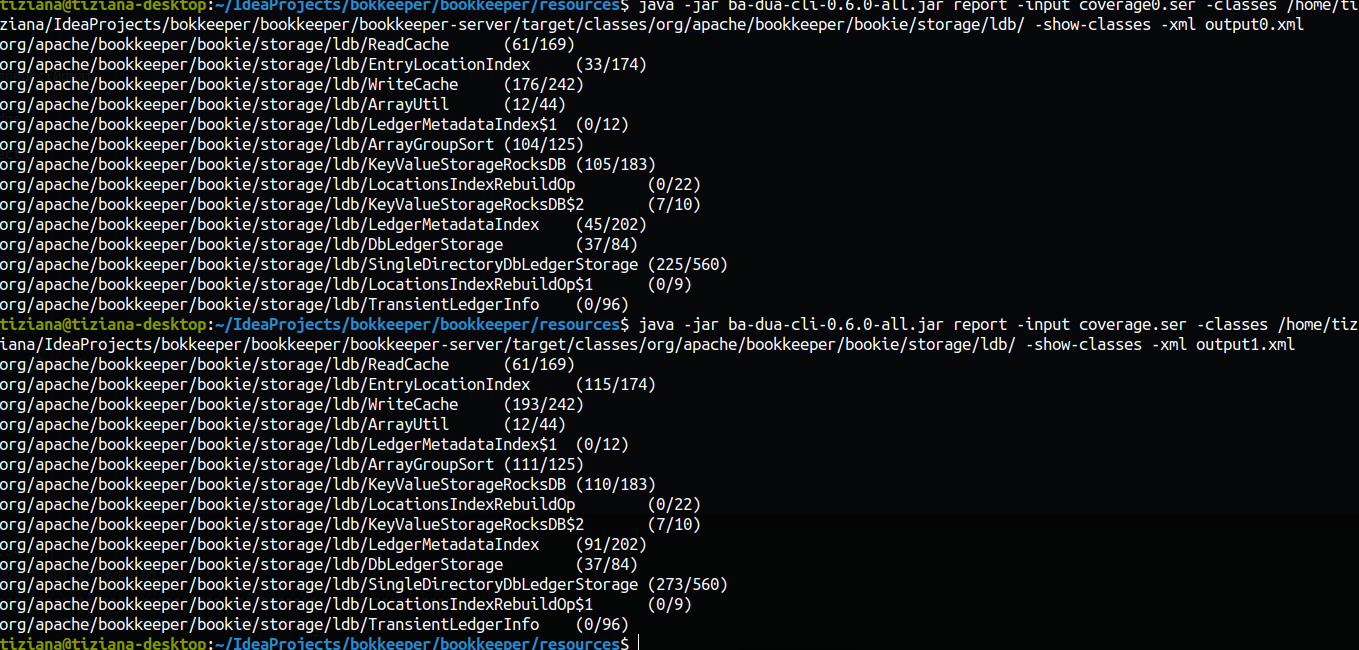 tiziana@tiziana-desktop:~/IdeaProjects/bokkeeper/bookkeeper/resources$ java -jar ba-dua-cli-0.6.0-all.jar report -input coverage0.ser -classes /home/ti
ziana/IdeaProjects/bokkeeper/bookkeeper/bookkeeper-server/target/classes/org/apache/bookkeeper/bookie/storage/ldb/ -show-classes -xml output0.xml
org/apache/bookkeeper/bookie/storage/ldb/ReadCache (61/169)
org/apache/bookkeeper/bookie/storage/ldb/EntryLocationIndex (33/174)
org/apache/bookkeeper/bookie/storage/ldb/WriteCache (176/242)
org/apache/bookkeeper/bookie/storage/ldb/ArrayUtil (12/44)
org/apache/bookkeeper/bookie/storage/ldb/LedgerMetadataIndex$1 (0/12)
org/apache/bookkeeper/bookie/storage/ldb/ArrayGroupSort (104/125)
org/apache/bookkeeper/bookie/storage/ldb/KeyValueStorageRocksDB (105/183)
org/apache/bookkeeper/bookie/storage/ldb/LocationsIndexRebuildOp (0/22)
org/apache/bookkeeper/bookie/storage/ldb/KeyValueStorageRocksDB$2 (7/10)
org/apache/bookkeeper/bookie/storage/ldb/LedgerMetadataIndex (45/202)
org/apache/bookkeeper/bookie/storage/ldb/DbLedgerStorage (37/84)
org/apache/bookkeeper/bookie/storage/ldb/SingleDirectoryDbLedgerStorage (225/560)
org/apache/bookkeeper/bookie/storage/ldb/LocationsIndexRebuildOp$1 (0/9)
org/apache/bookkeeper/bookie/storage/ldb/TransientLedgerInfo (0/96)
tiziana@tiziana-desktop:~/IdeaProjects/bokkeeper/bookkeeper/resources$ java -jar ba-dua-cli-0.6.0-all.jar report -input coverage.ser -classes /home/tiz
iana/IdeaProjects/bokkeeper/bookkeeper/bookkeeper-server/target/classes/org/apache/bookkeeper/bookie/storage/ldb/ -show-classes -xml output1.xml
org/apache/bookkeeper/bookie/storage/ldb/ReadCache (61/169)
org/apache/bookkeeper/bookie/storage/ldb/EntryLocationIndex (115/174)
org/apache/bookkeeper/bookie/storage/ldb/WriteCache (193/242)
org/apache/bookkeeper/bookie/storage/ldb/ArrayUtil (12/44)
org/apache/bookkeeper/bookie/storage/ldb/LedgerMetadataIndex$1 (0/12)
org/apache/bookkeeper/bookie/storage/ldb/ArrayGroupSort (111/125)
org/apache/bookkeeper/bookie/storage/ldb/KeyValueStorageRocksDB (110/183)
org/apache/bookkeeper/bookie/storage/ldb/LocationsIndexRebuildOp (0/22)
org/apache/bookkeeper/bookie/storage/ldb/KeyValueStorageRocksDB$2 (7/10)
org/apache/bookkeeper/bookie/storage/ldb/LedgerMetadataIndex (91/202)
org/apache/bookkeeper/bookie/storage/ldb/DbLedgerStorage (37/84)
org/apache/bookkeeper/bookie/storage/ldb/SingleDirectoryDbLedgerStorage (273/560)
org/apache/bookkeeper/bookie/storage/ldb/LocationsIndexRebuildOp$1 (0/9)
org/apache/bookkeeper/bookie/storage/ldb/TransientLedgerInfo (0/96)
tiziana@tiziana-desktop:~/IdeaProjects/bokkeeper/bookkeeper/resources$